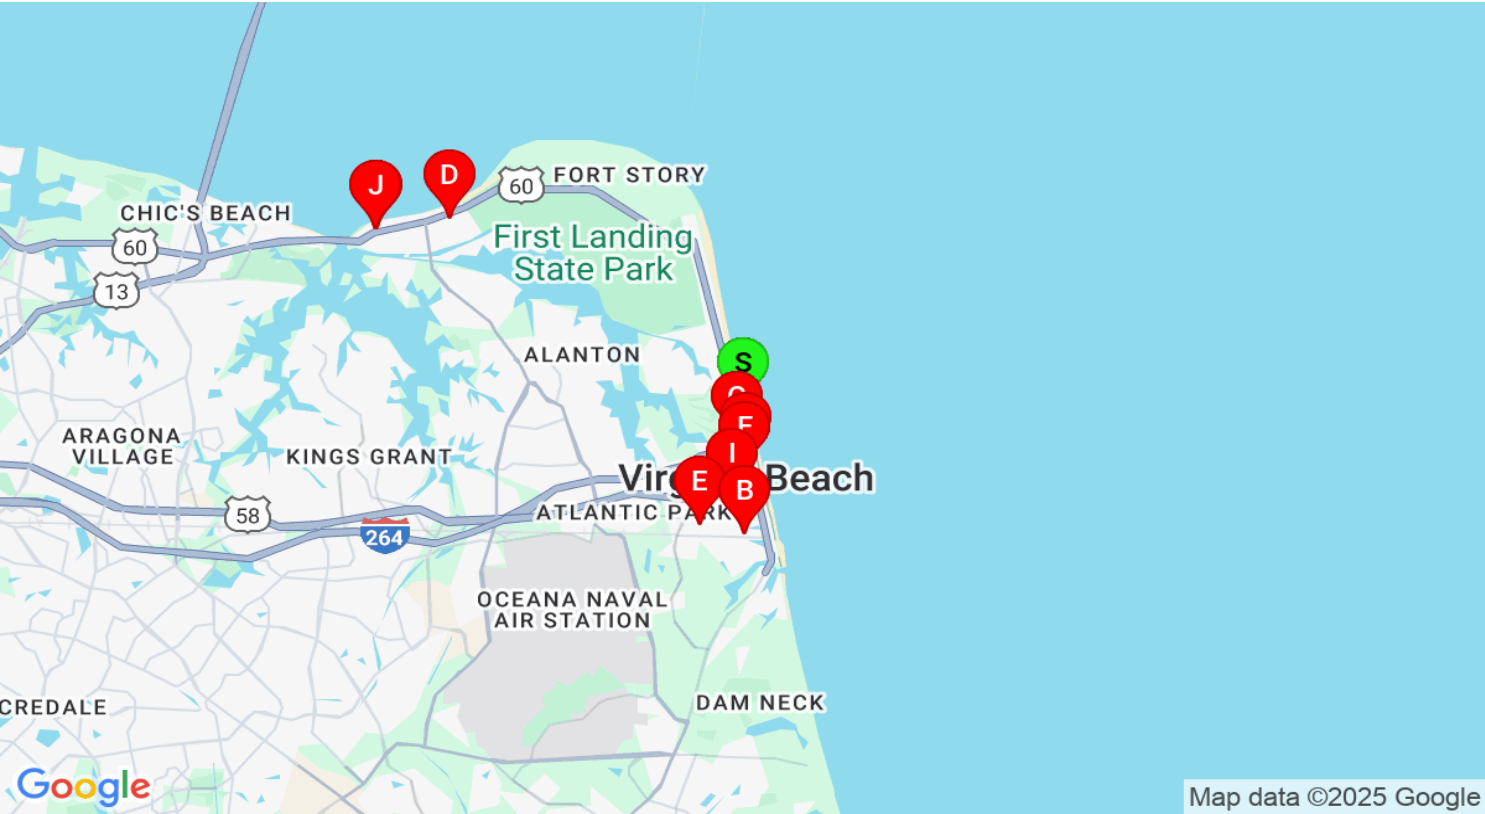 J
D
60
FORT STORY
CHIC'S BEACH
60
First Landing
State Park
13
ALANTON
S
ARAGONA
VILLAGE
KINGS GRANT
I
E
B
Beach
58
ATLANTIC PARK
264
OCEANA NAVAL
AIR STATION
CREDALE
DAM NECK
Google
Map data ©2025 Google